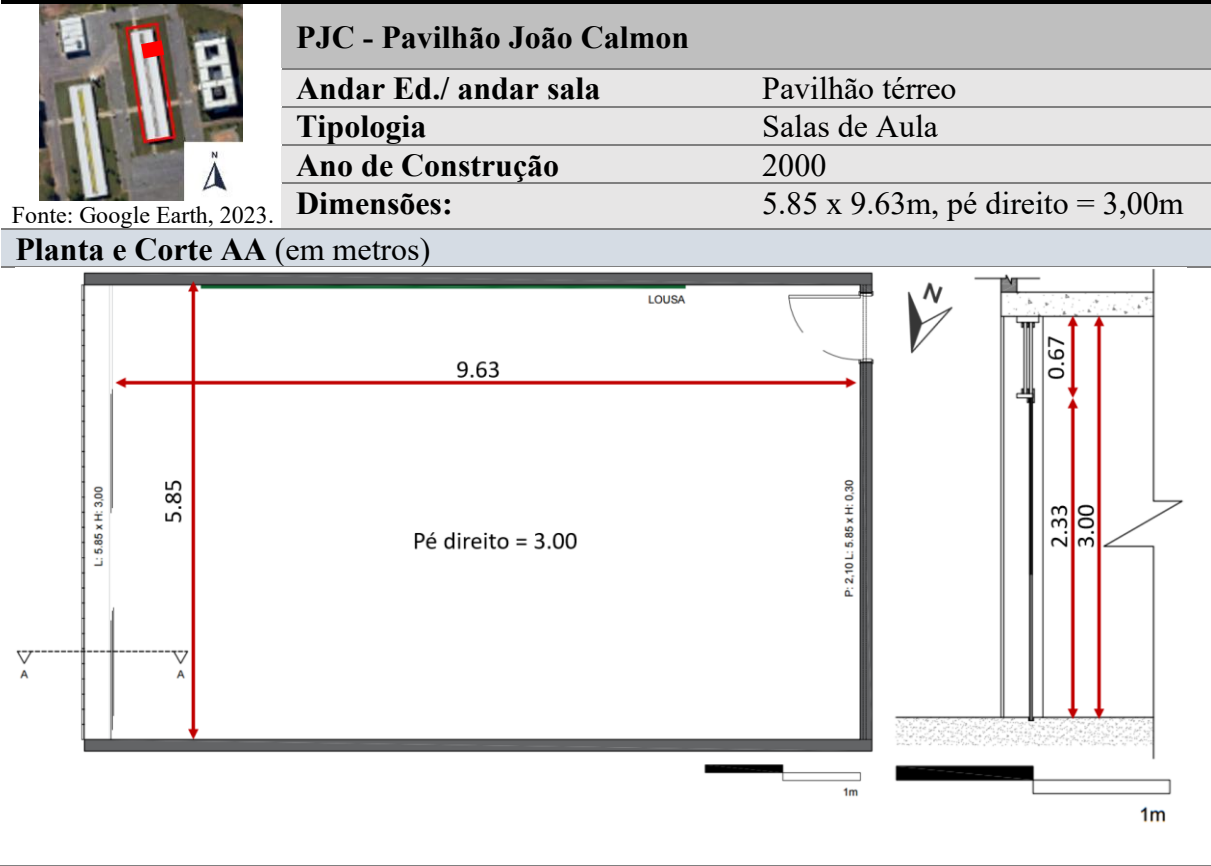 PJC - Pavilhão João Calmon
Andar Ed./ andar sala Pavilhão térreo
Tipologia Salas de Aula
Ano de Construção 2000
Dimensões: 5.85 x 9.63m, pé direito = 3,00m
N
Fonte: Google Earth, 2023.
Planta e Corte AA (em metros)
LOUSA
N
9.63
5.85
L: 5.85 x H: 3,00
Pé direito = 3.00
P: 2,10 L: 5.85 x H: 0,30
A
A
1m
0.67
2.33
3.00
1m